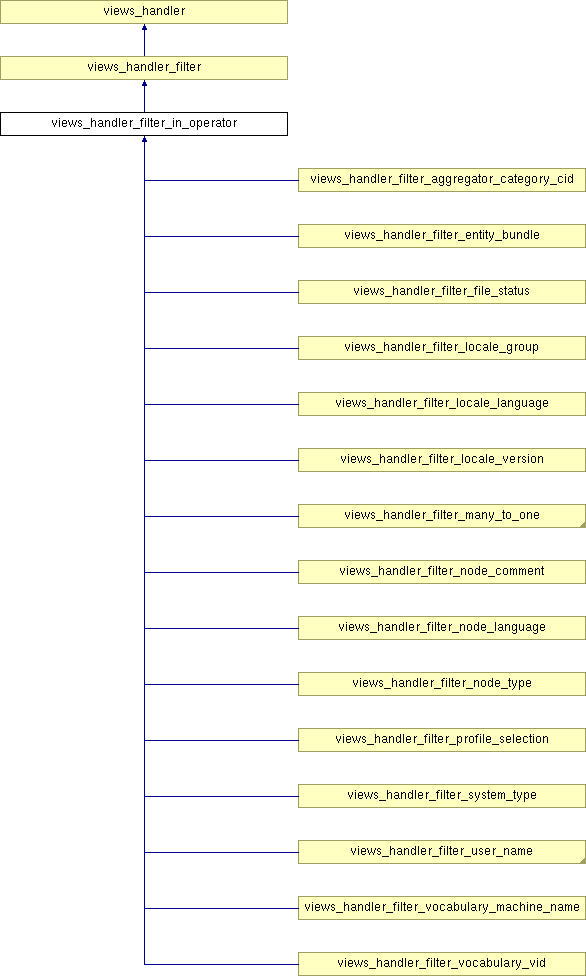 views_handler
views_handler_filter
views_handler_filter_in_operator
views_handler_filter_aggregator_category_cid
views_handler_filter_entity_bundle
views_handler_filter_file_status
views_handler_filter_locale_group
views_handler_filter_locale_language
views_handler_filter_locale_version
views_handler_filter_many_to_one
views_handler_filter_node_comment
views_handler_filter_node_language
views_handler_filter_node_type
views_handler_filter_profile_selection
views_handler_filter_system_type
views_handler_filter_user_name
views_handler_filter_vocabulary_machine_name
views_handler_filter_vocabulary_vid